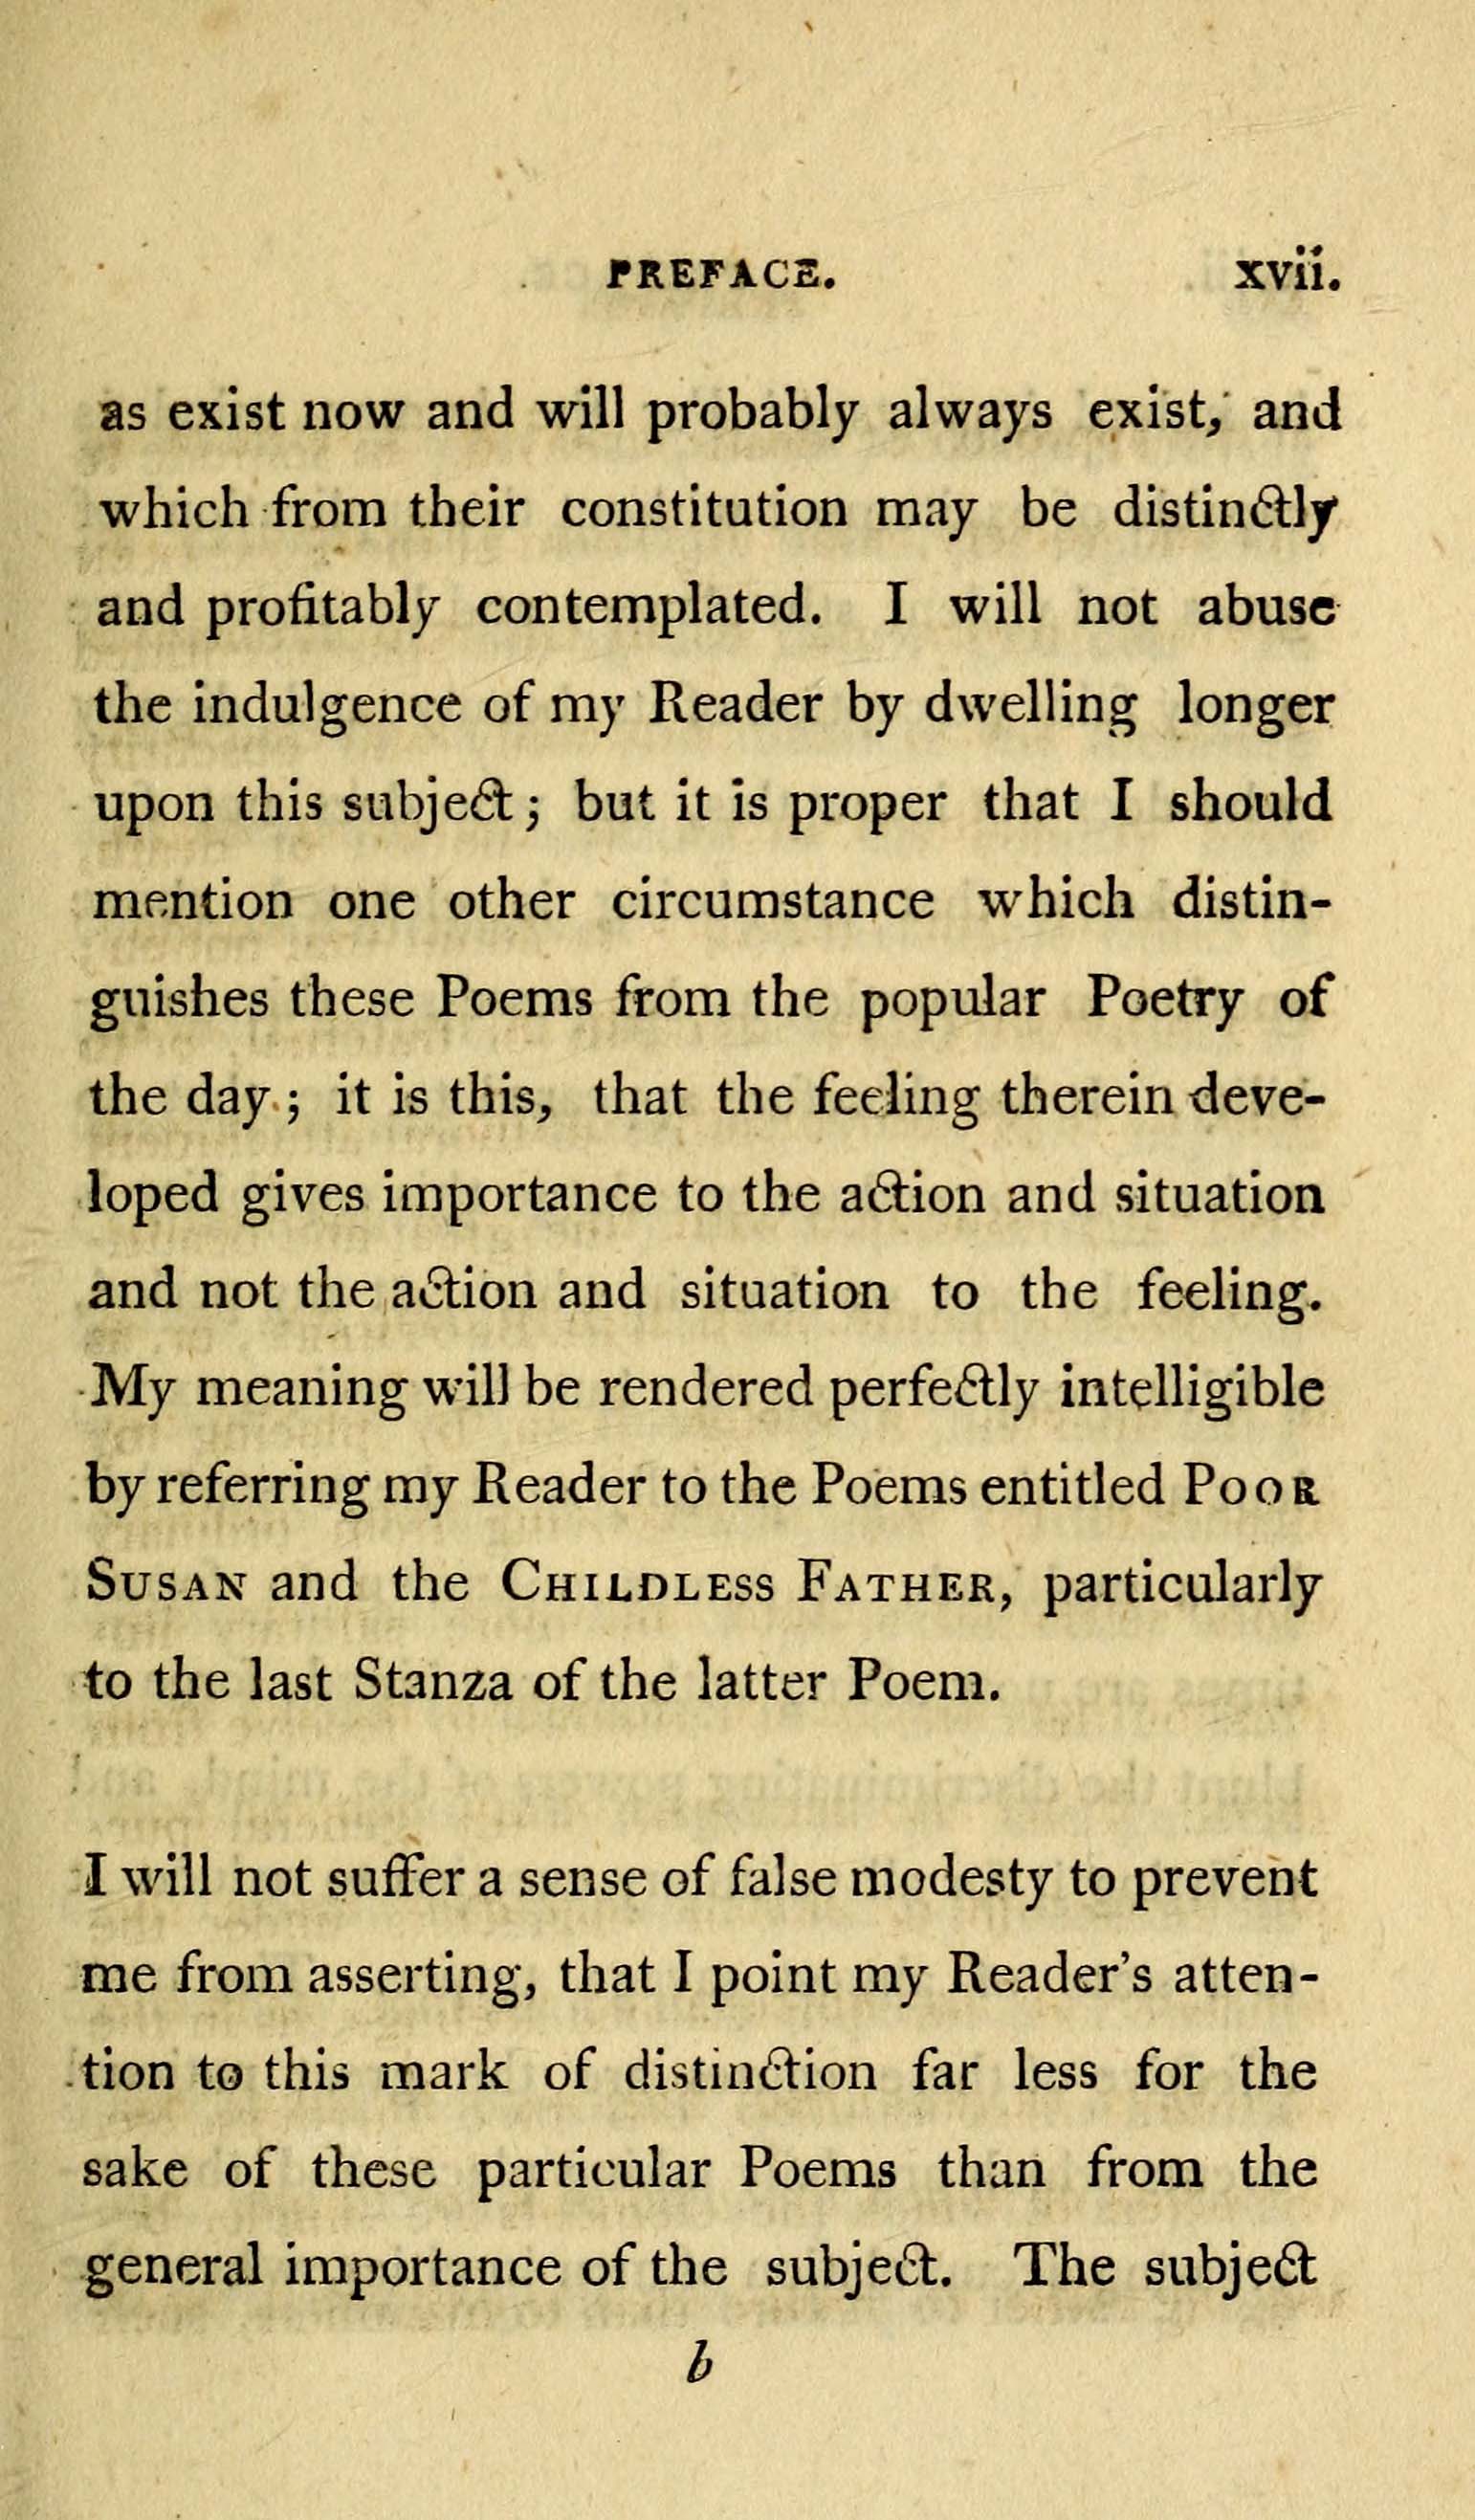 PREFACE. xvii.
as exist now and will probably always exist, and
which from their constitution may be distinctly
and profitably contemplated. I will not abuse
the indulgence of my Reader by dwelling longer
upon this subject; but it is proper that I should
mention one other circumstance which distin-
guishes these Poems from the popular Poetry of
the day; it is this, that the feeling therein deve-
loped gives importance to the action and situation
and not the action and situation to the feeling.
My meaning will be rendered perfectly intelligible
by referring my Reader to the Poems entitled POOR
SUSAN and the CHILDLESS FATHER, particularly
to the last Stanza of the latter Poem.
I will not suffer a sense of false modesty to prevent
me from asserting, that I point my Reader's atten-
tion to this mark of distinction far less for the
sake of these particular Poems than from the
general importance of the subject. The subject
b